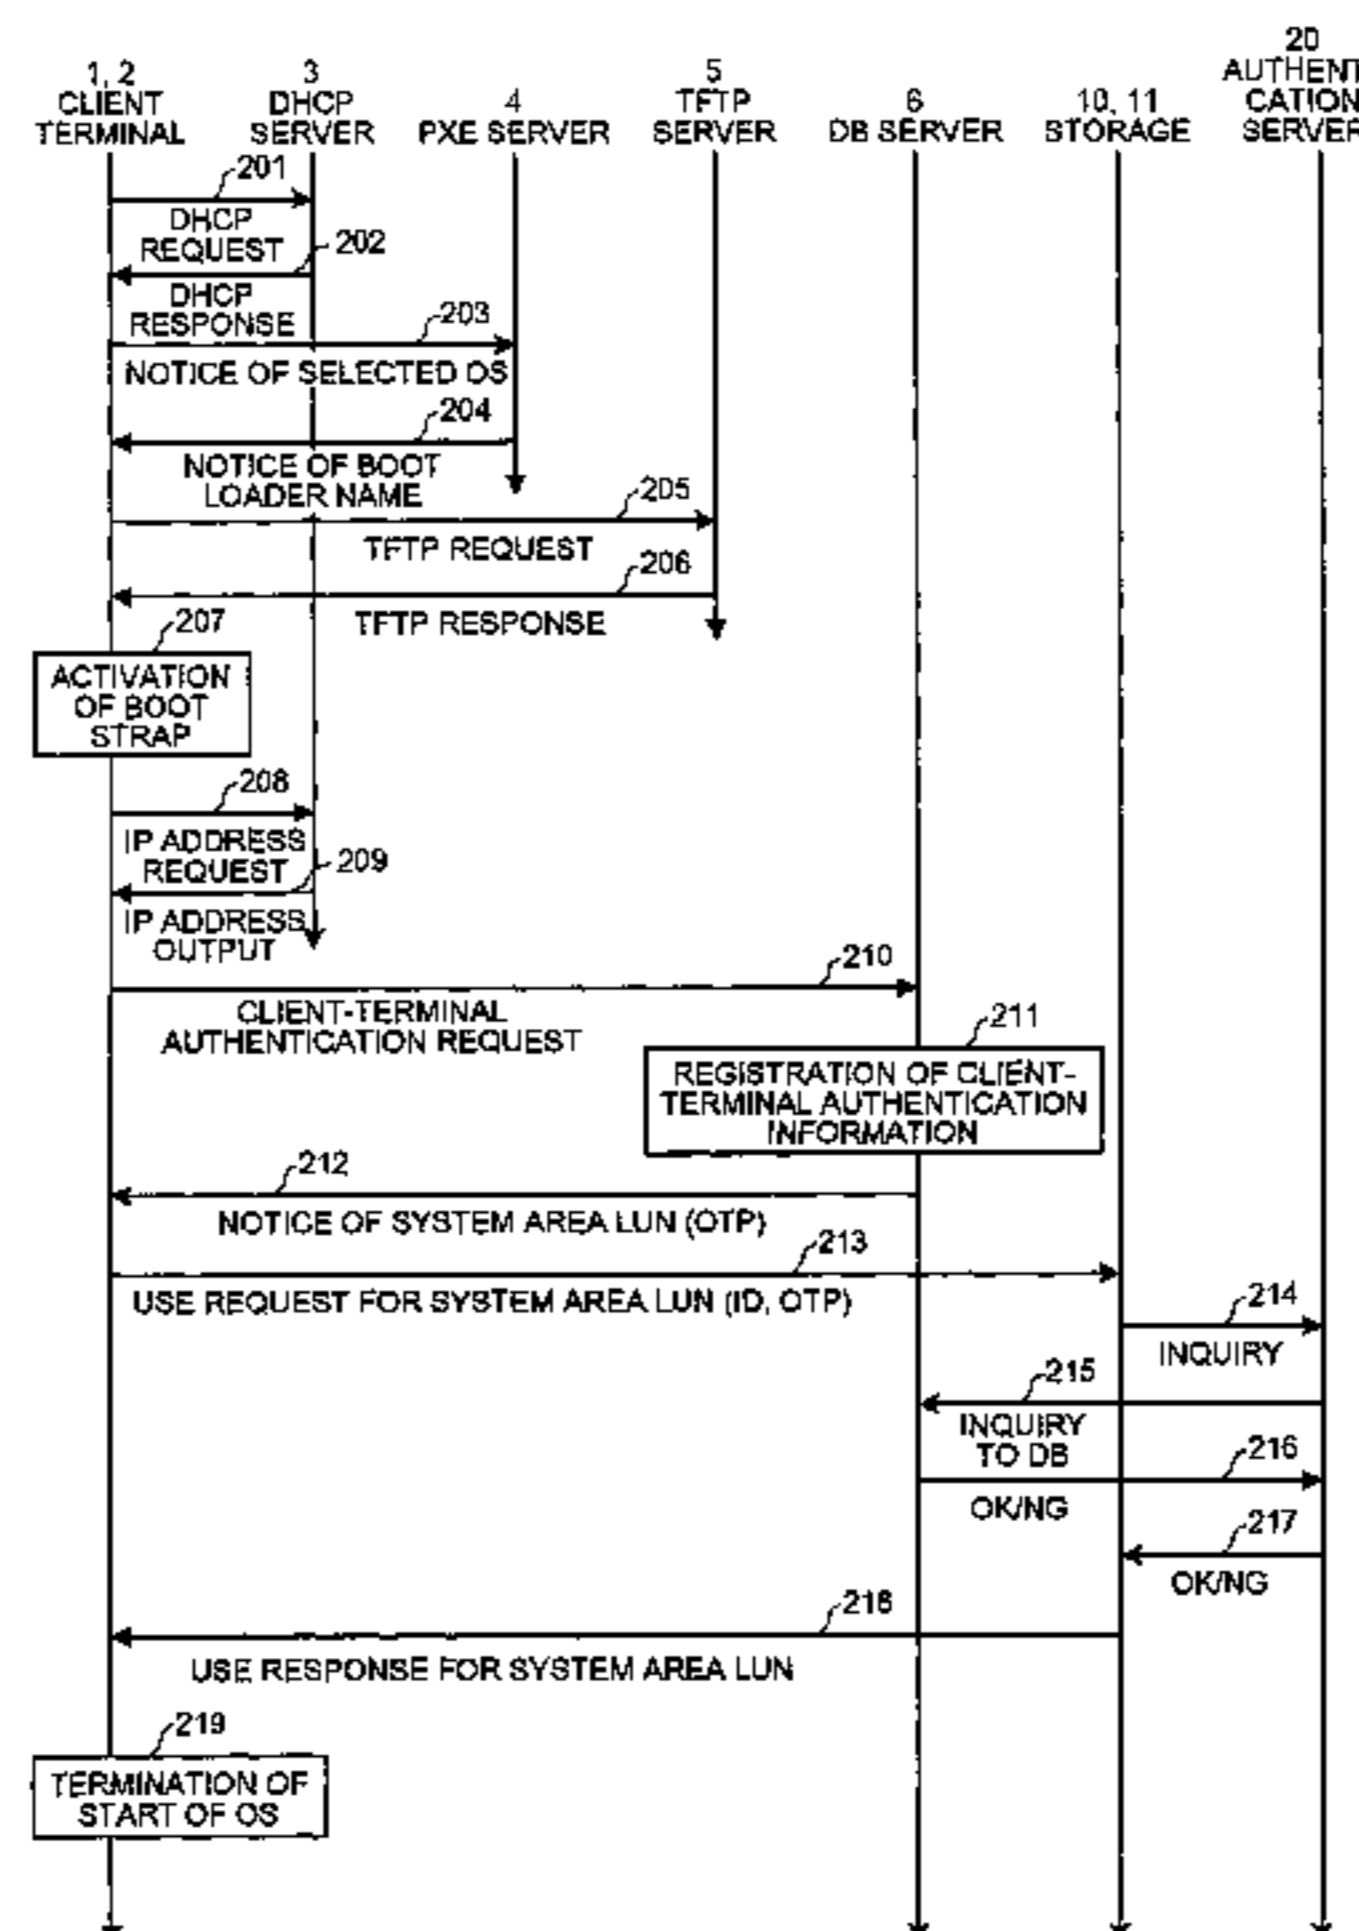 1, 2
CLIENT
TERMINAL
3
DHCP
SERVER
4
PXE SERVER
5
TFTP
SERVER
6
DB SERVER
10, 11
STORAGE
20
AUTHENTI
CATION
SERVER
201
DHCP
REQUEST
202
DHCP
RESPONSE
203
NOTICE OF SELECTED OS
204
NOTICE OF BOOT
LOADER NAME
205
TFTP REQUEST
206
TFTP RESPONSE
207
ACTIVATION
OF BOOT
STRAP
208
IP ADDRESS
REQUEST
209
IP ADDRESS
OUTPUT
210
CLIENT-TERMINAL
AUTHENTICATION REQUEST
211
REGISTRATION OF CLIENT-
TERMINAL AUTHENTICATION
INFORMATION
212
NOTICE OF SYSTEM AREA LUN (OTP)
213
USE REQUEST FOR SYSTEM AREA LUN (ID, OTP)
214
INQUIRY
215
INQUIRY
TO DB
216
OK/NG
217
OK/NG
218
USE RESPONSE FOR SYSTEM AREA LUN
219
TERMINATION OF
START OF OS